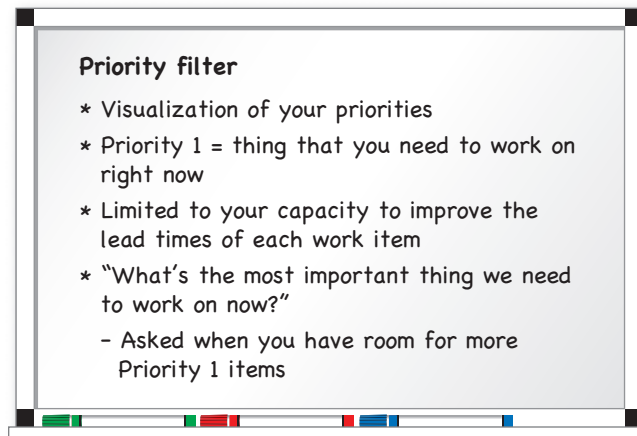 Priority filter
* Visualization of your priorities
* Priority 1 = thing that you need to work on
right now
* Limited to your capacity to improve the
lead times of each work item
* “What’s the most important thing we need
to work on now?”
– Asked when you have room for more
Priority 1 items